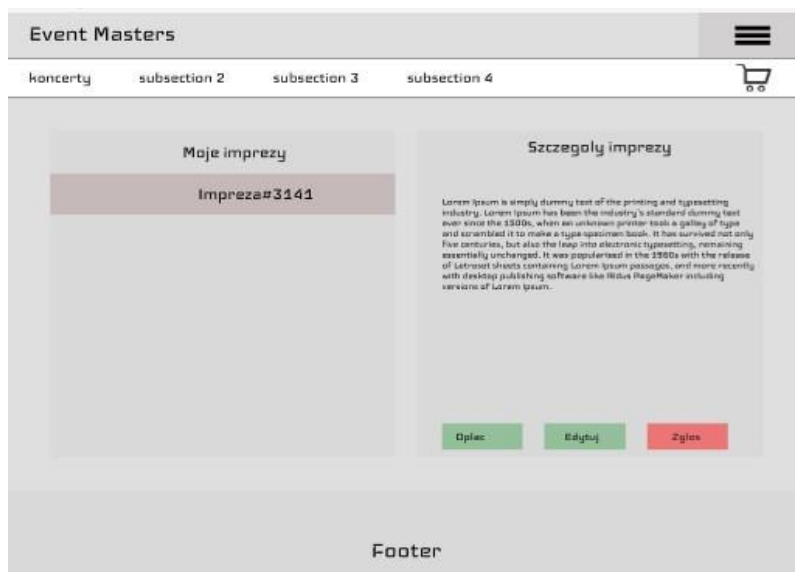 Event Masters
koncerty subsection 2 subsection 3 subsection 4
Moje imprezy
Impreza#3141
Szczegoly imprezy
Lorem Ipsum is simply dummy text of the printing and typesetting
industry. Lorem Ipsum has been the industry's standard dummy text
ever since the 1500s, when an unknown printer took a galley of type
and scrambled it to make a type specimen book. It has survived not only
five centuries, but also the leap into electronic typesetting, remaining
essentially unchanged. It was popularised in the 1960s with the release
of Letraset sheets containing Lorem Ipsum passages, and more recently
with desktop publishing software like Aldus PageMaker including
versions of Lorem Ipsum.
Oplac Edytuj Zglos
Footer